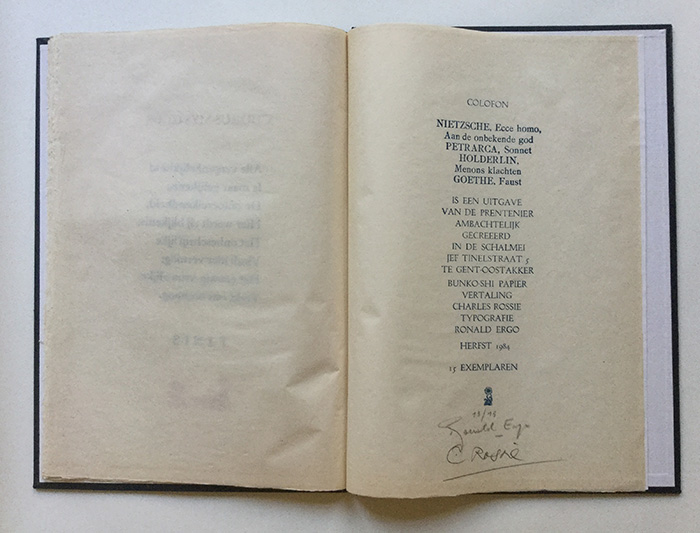 COLOFON
NIETZSCHE, Ecce homo,
Aan de onbekende god
PETRARCA, Sonnet
HOLDERLIN,
Menons klachten
GOETHE, Faust
IS EEN UITGAVE
VAN DE PRENTENIER
AMBACHTELIJK
GECREEERD
IN DE SCHALMEI
JEF TINELSTRAAT 5
TE GENT-OOSTAKKER
BUNKO-SHI PAPIER
VERTALING
CHARLES ROSSIE
TYPOGRAFIE
RONALD ERGO
HERFST 1984
15 EXEMPLAREN
Ronald Ergo
C Rossie